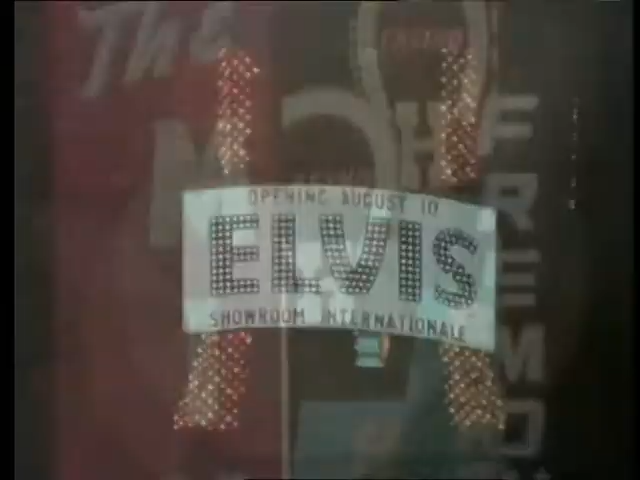 The
M
H
FREMO
OPENING AUGUST 10
ELVIS
SHOWROOM INTERNATIONALE